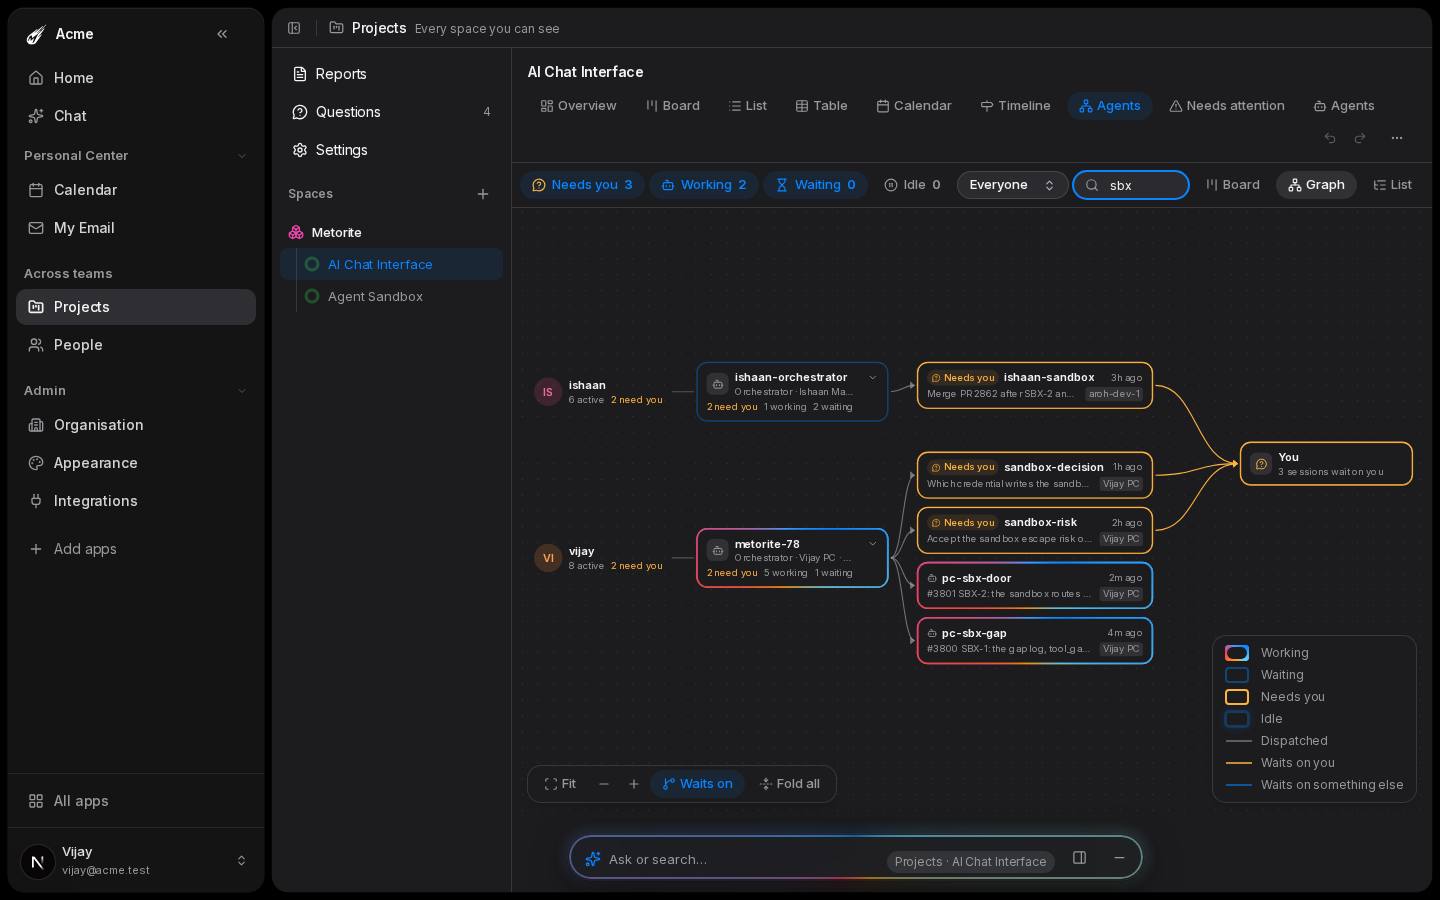 Acme
Home
Chat
Personal Center
Calendar
My Email
Across teams
Projects
People
Admin
Organisation
Appearance
Integrations
Add apps
All apps
Vijay
vijay@acme.test
Projects Every space you can see
Reports
Questions 4
Settings
Spaces
Metorite
AI Chat Interface
Agent Sandbox
AI Chat Interface
Overview Board List Table Calendar Timeline Agents Needs attention Agents
Needs you 3 Working 2 Waiting 0 Idle 0 Everyone sbx Board Graph List
IS ishaan
6 active 2 need you
ishaan-orchestrator
Orchestrator · Ishaan Ma...
2 need you 1 working 2 waiting
Needs you ishaan-sandbox 3h ago
Merge PR 2862 after SBX-2 an... aroh-dev-1
Needs you sandbox-decision 1h ago
Which credential writes the sandb... Vijay PC
You
3 sessions wait on you
Needs you sandbox-risk 2h ago
Accept the sandbox escape risk o... Vijay PC
VI vijay
8 active 2 need you
metorite-78
Orchestrator · Vijay PC · ...
2 need you 5 working 1 waiting
pc-sbx-door 2m ago
#3801 SBX-2: the sandbox routes ... Vijay PC
pc-sbx-gap 4m ago
#3800 SBX-1: the gap log, tool_ga... Vijay PC
Working
Waiting
Needs you
Idle
Dispatched
Waits on you
Waits on something else
Fit Waits on Fold all
Ask or search... Projects · AI Chat Interface